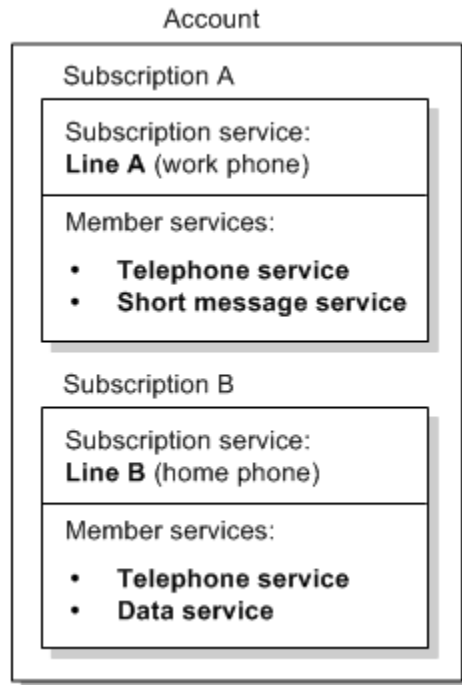 Account
Subscription A
Subscription service:
Line A (work phone)
Member services:
• Telephone service
• Short message service
Subscription B
Subscription service:
Line B (home phone)
Member services:
• Telephone service
• Data service